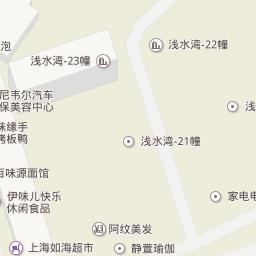 泡
浅水湾-22幢
浅水湾-23幢
尼韦尔汽车
保美容中心
浅水
浅水湾-21幢
味缘手
烤板鸭
百味源面馆
伊味儿快乐
休闲食品
家电电
阿纹美发
上海如海超市
静萱瑜伽